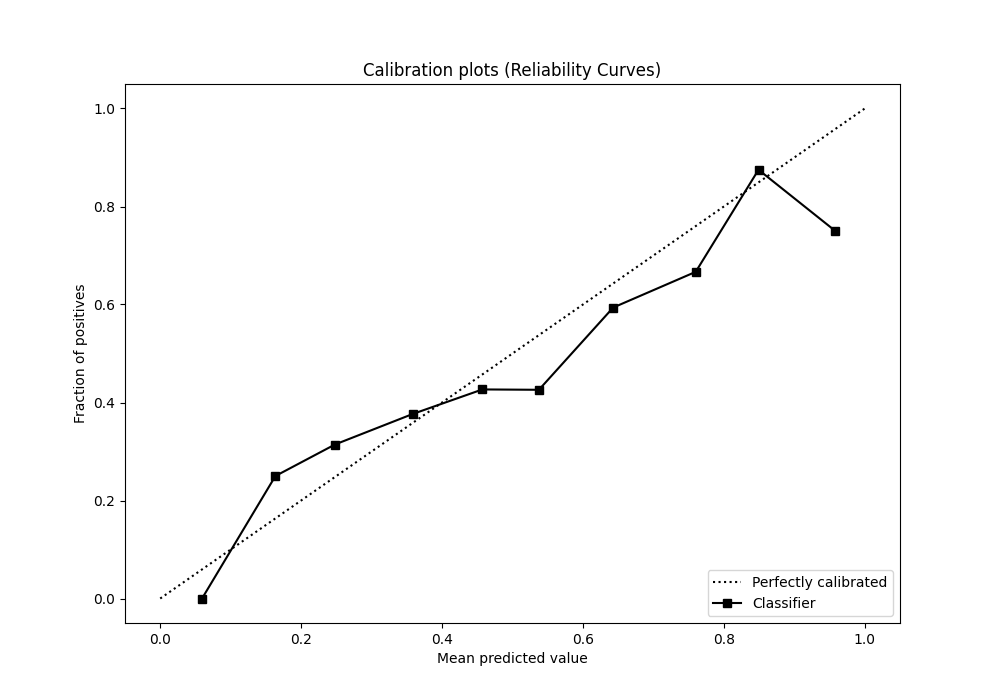 Calibration plots (Reliability Curves)
1.0
0.8
0.6
0.4
0.2
0.0
Fraction of positives
0.0 0.2 0.4 0.6 0.8 1.0
Mean predicted value
Perfectly calibrated
Classifier